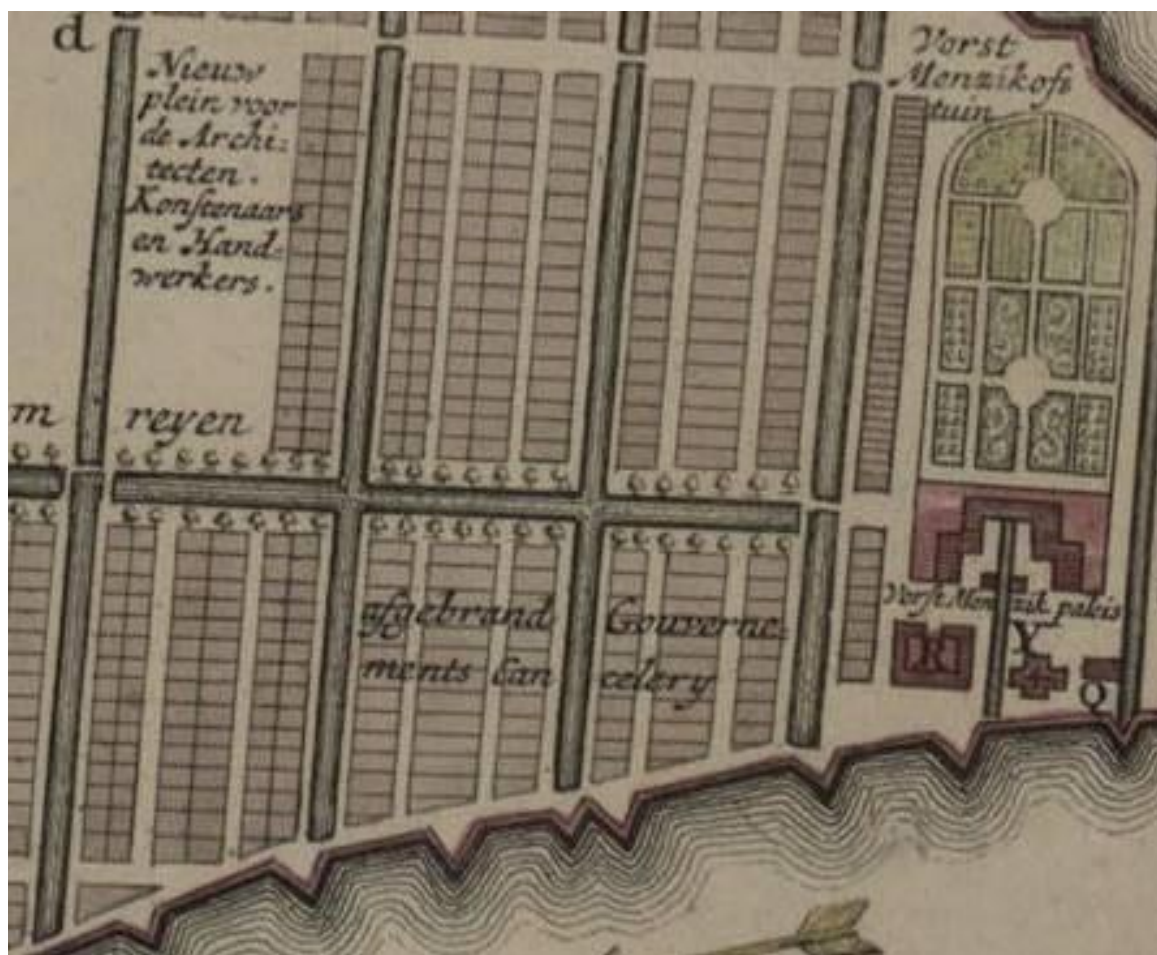 d
Nieuw
plein voor
de Archi=
tecten.
Konstenaars
en Hand=
werkers.
Vorst
Menzikofs
tuin
m reyen
afgebrand Gouverne=
ments Can celery
Vorst Menzik paleis
R
Y
Q